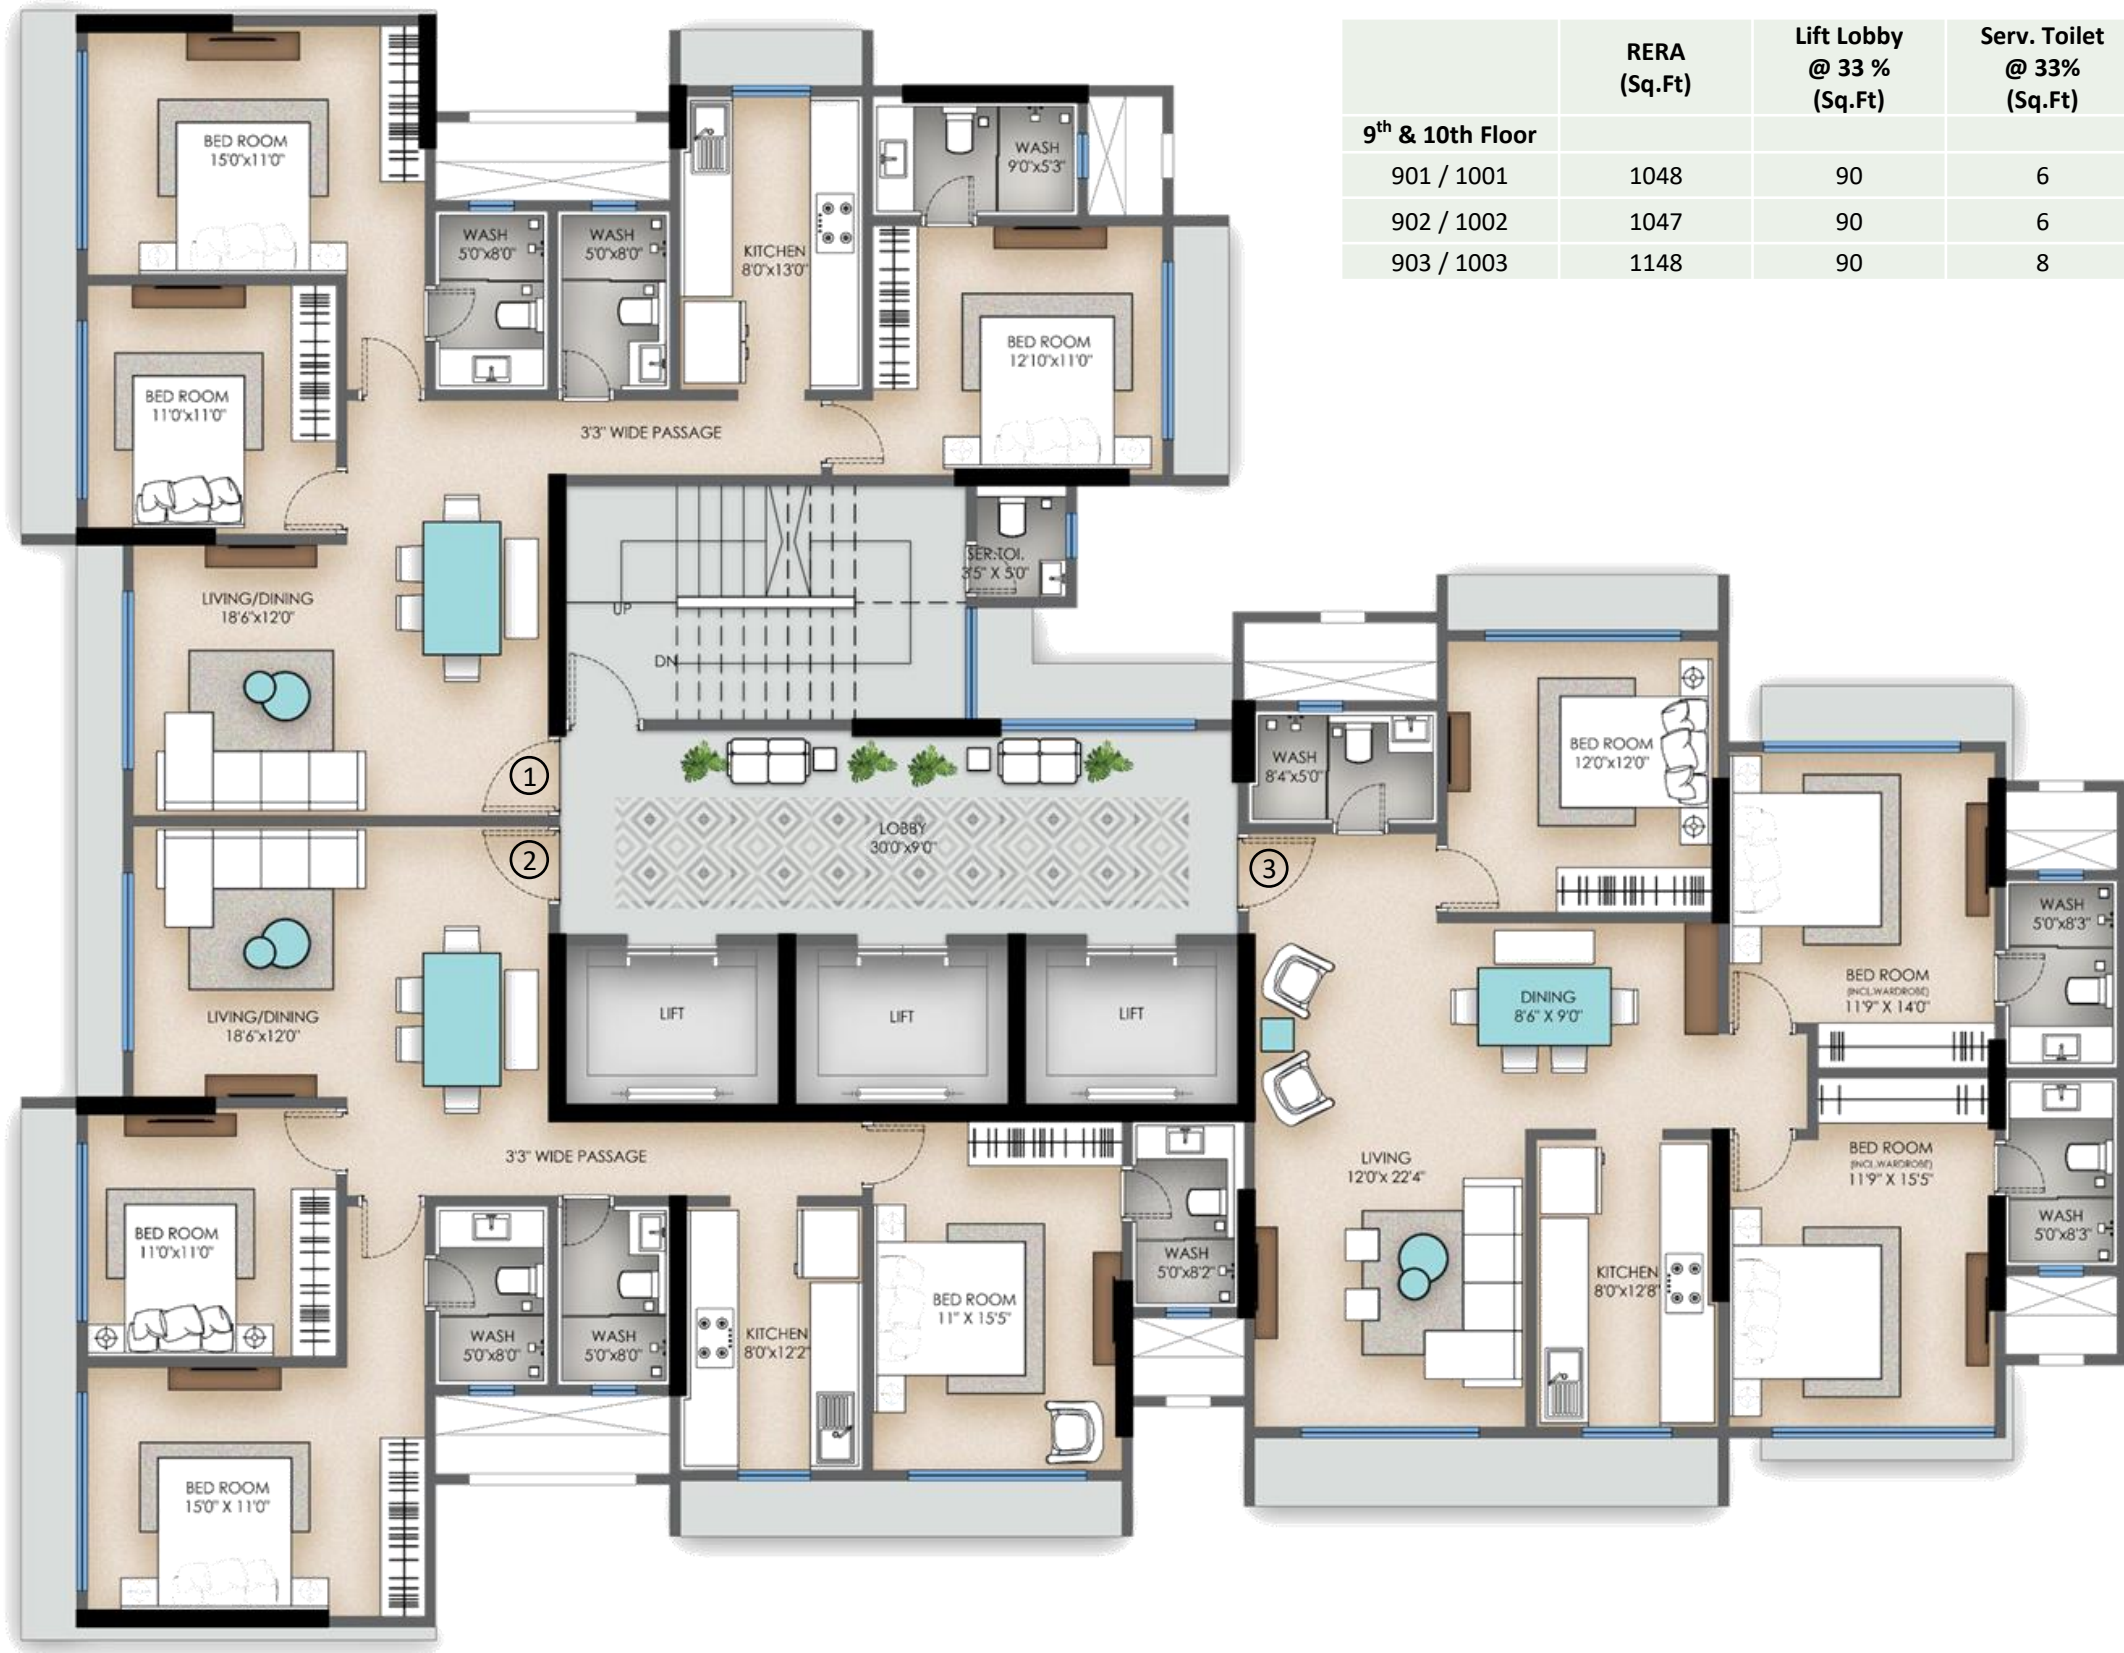 RERA
(Sq.Ft)
Lift Lobby
@ 33 %
(Sq.Ft)
Serv. Toilet
@ 33%
(Sq.Ft)
9th & 10th Floor
901 / 1001 1048 90 6
902 / 1002 1047 90 6
903 / 1003 1148 90 8
BED ROOM
15'0"x11'0"
WASH
5'0"x8'0"
WASH
5'0"x8'0"
KITCHEN
8'0"x13'0"
WASH
9'0"x5'3"
BED ROOM
12'10"x11'0"
BED ROOM
11'0"x11'0"
3'3" WIDE PASSAGE
SER.TOI.
3'5" X 5'0"
UP
DN
LIVING/DINING
18'6"x12'0"
1
LOBBY
30'0"x9'0"
2
3
WASH
8'4"x5'0"
BED ROOM
12'0"x12'0"
WASH
5'0"x8'3"
BED ROOM
(INCL.WARDROBE)
11'9" X 14'0"
DINING
8'6" X 9'0"
LIFT
LIFT
LIFT
LIVING/DINING
18'6"x12'0"
3'3" WIDE PASSAGE
LIVING
12'0"x 22'4"
BED ROOM
(INCL.WARDROBE)
11'9" X 15'5"
WASH
5'0"x8'3"
KITCHEN
8'0"x12'8"
WASH
5'0"x8'2"
BED ROOM
11" X 15'5"
BED ROOM
11'0"x11'0"
WASH
5'0"x8'0"
WASH
5'0"x8'0"
KITCHEN
8'0"x12'2"
BED ROOM
15'0" X 11'0"